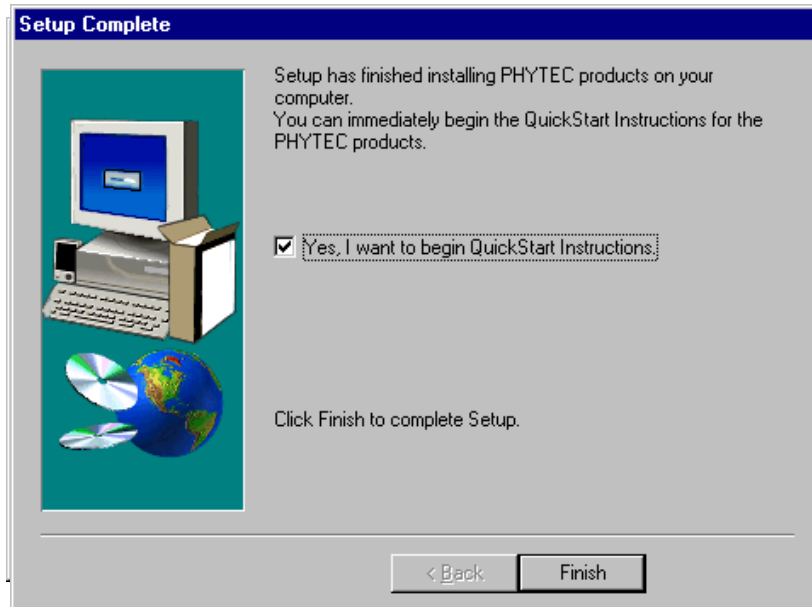 Setup Complete
Setup has finished installing PHYTEC products on your
computer.
You can immediately begin the QuickStart Instructions for the
PHYTEC products.
Yes, I want to begin QuickStart Instructions.
Click Finish to complete Setup.
< Back
Finish